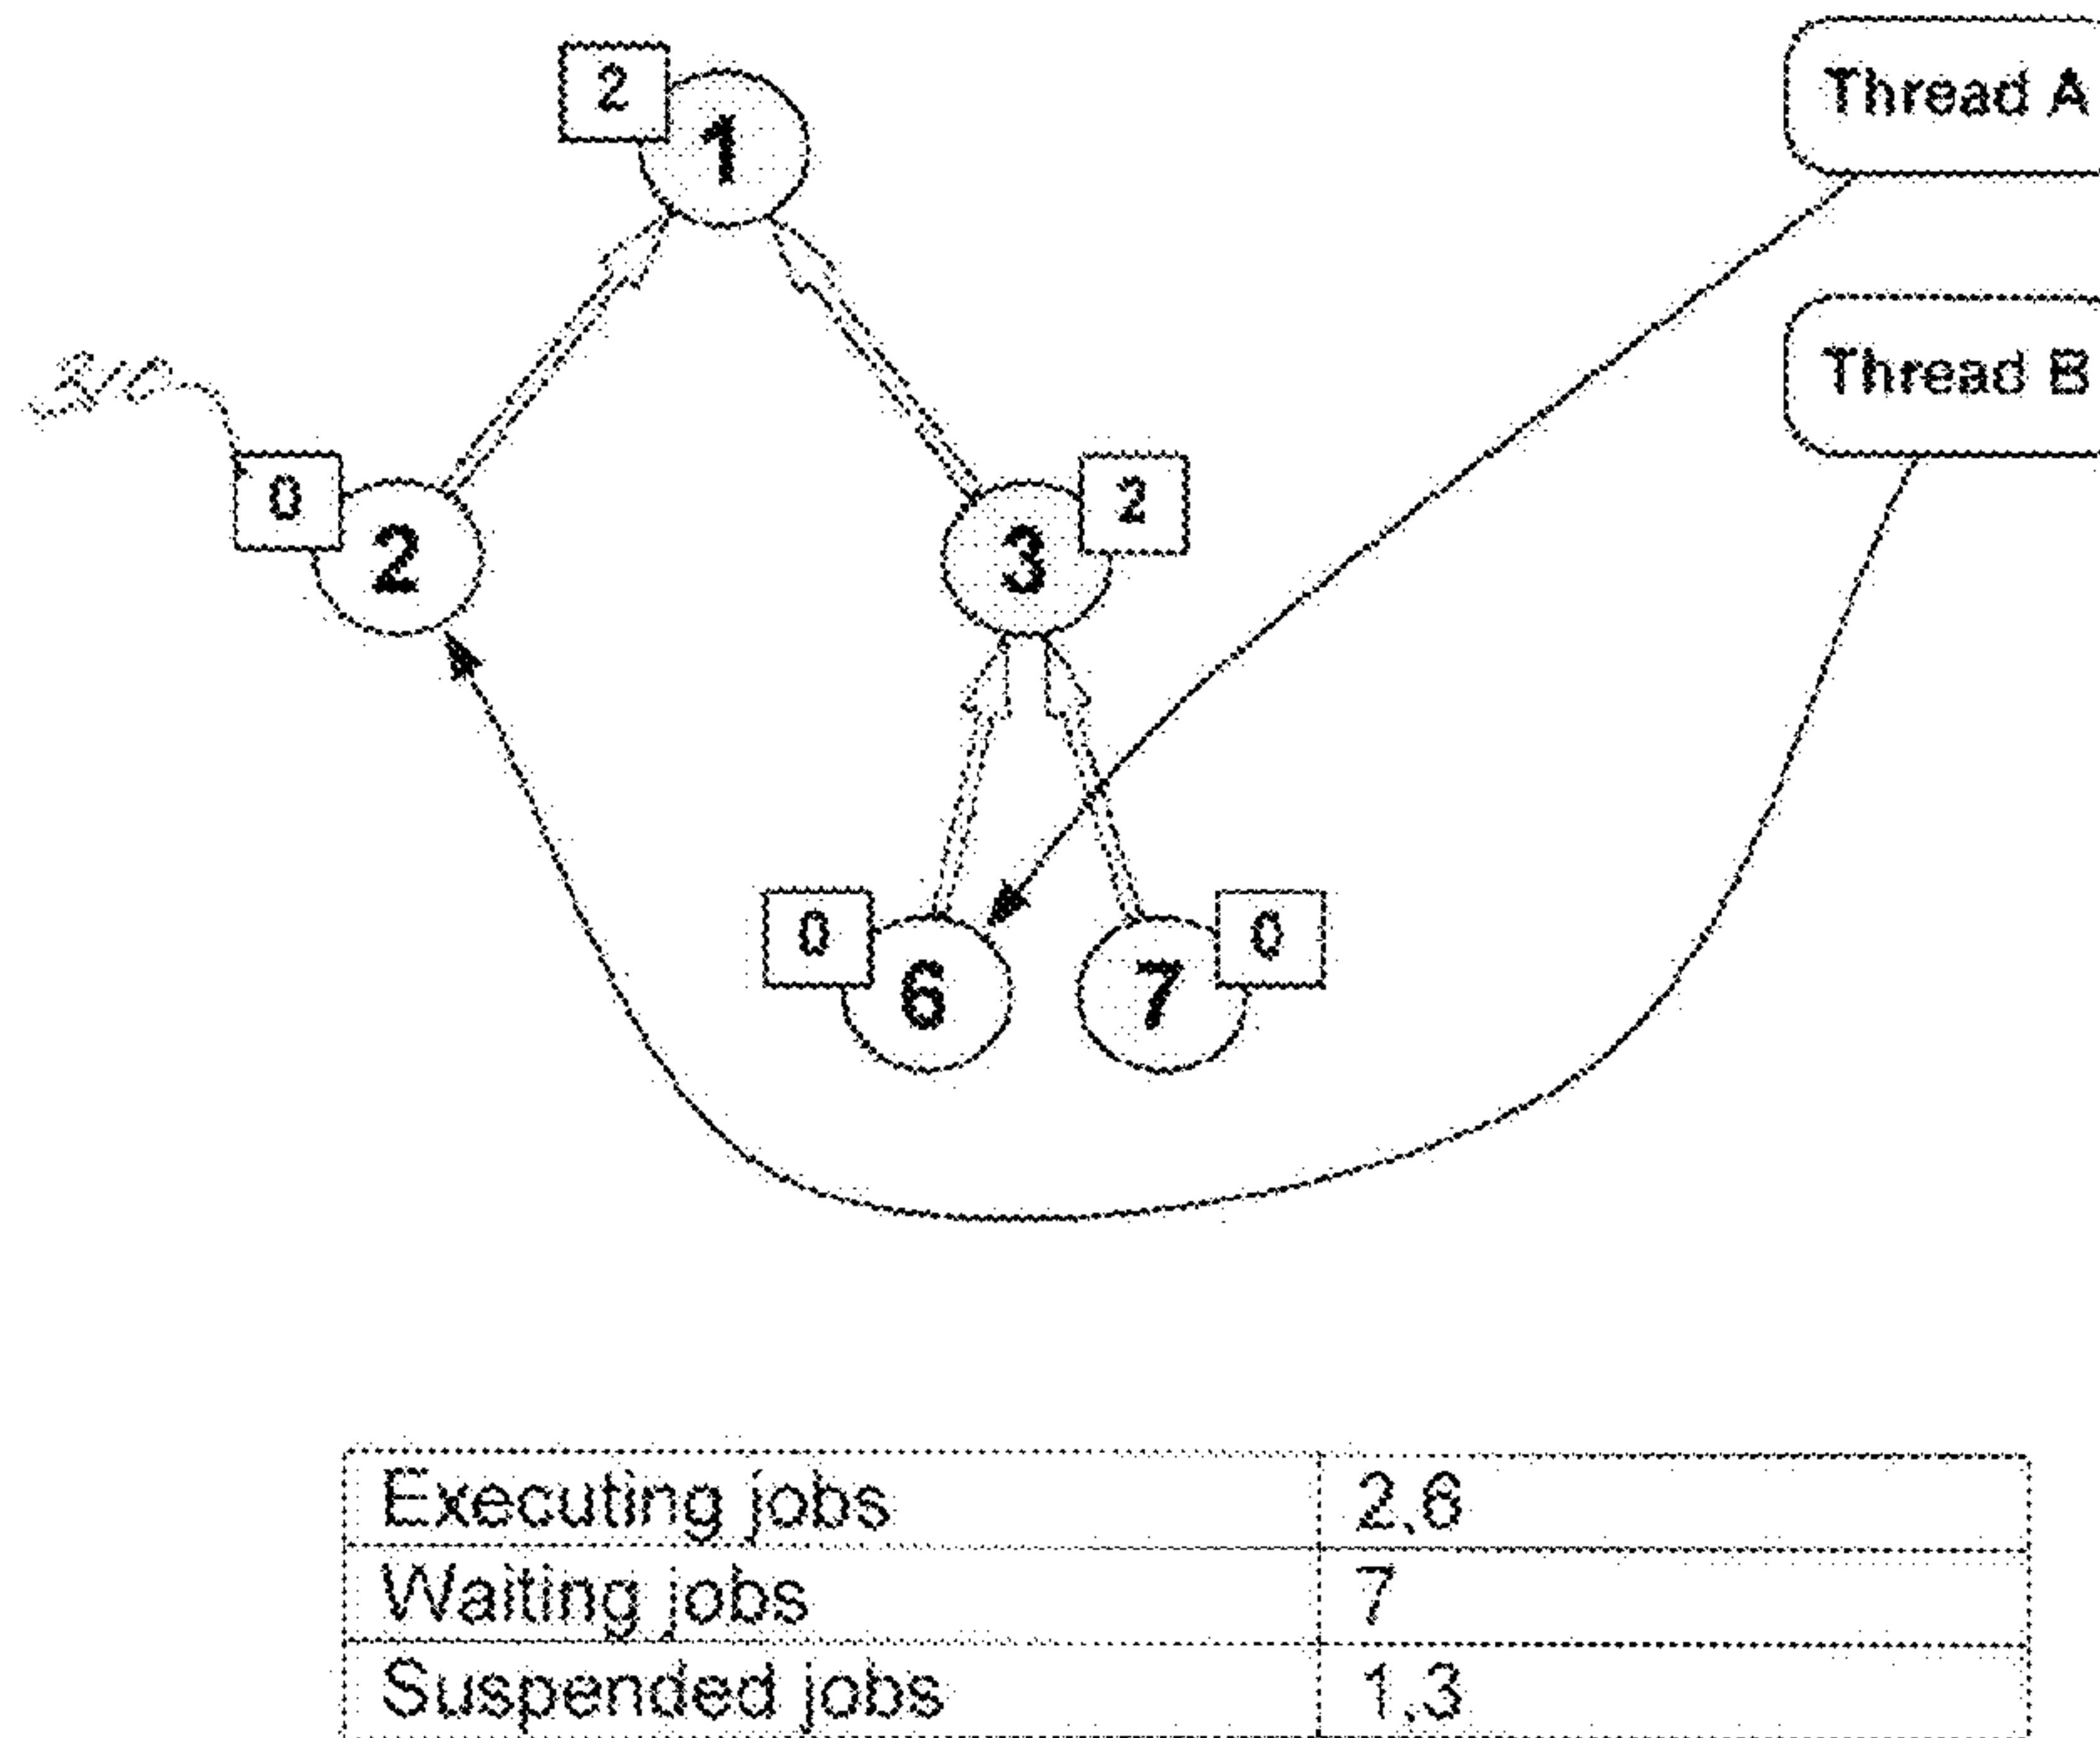 2
1
Thread A
Thread B
310
0
2
3
2
0
6
7
0
Executing jobs 2,6
Waiting jobs 7
Suspended jobs 1,3